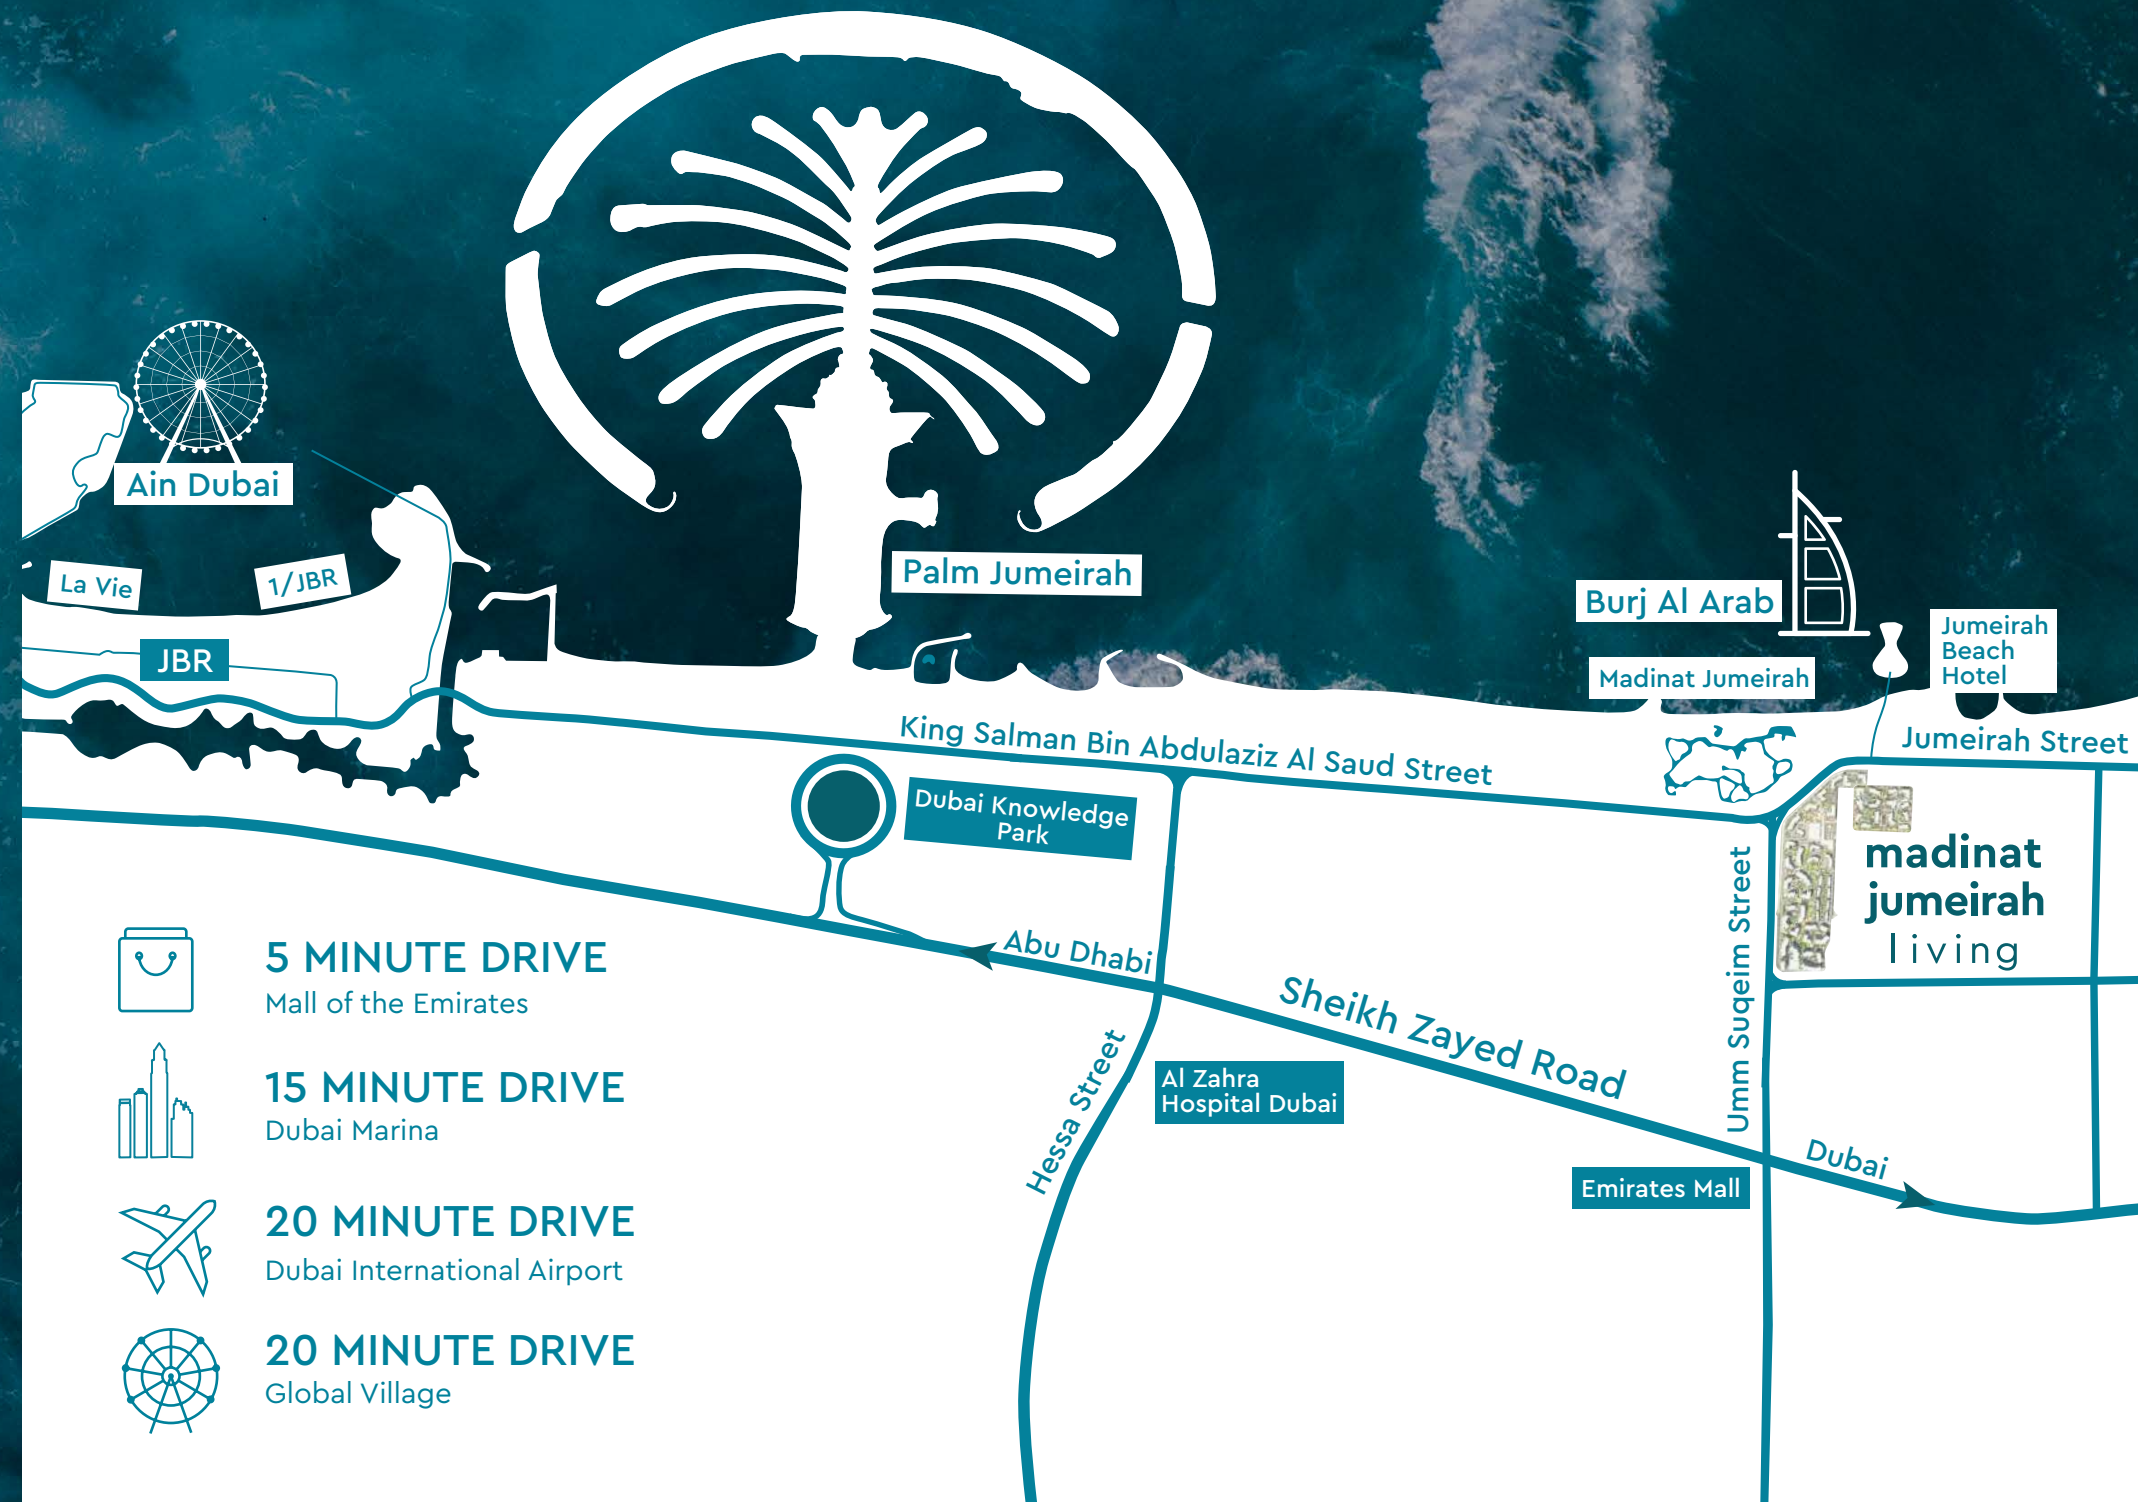 Ain Dubai
La Vie
1/JBR
JBR
Palm Jumeirah
Burj Al Arab
Jumeirah
Beach
Hotel
Madinat Jumeirah
King Salman Bin Abdulaziz Al Saud Street
Jumeirah Street
Dubai Knowledge
Park
madinat
jumeirah
living
Umm Suqeim Street
Abu Dhabi
Sheikh Zayed Road
Hessa Street
Al Zahra
Hospital Dubai
Dubai
Emirates Mall
5 MINUTE DRIVE
Mall of the Emirates
15 MINUTE DRIVE
Dubai Marina
20 MINUTE DRIVE
Dubai International Airport
20 MINUTE DRIVE
Global Village